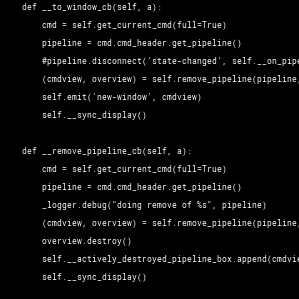 def __to_window_cb(self, a):
cmd = self.get_current_cmd(full=True)
pipeline = cmd.cmd_header.get_pipeline()
#pipeline.disconnect('state-changed', self.__on_pipe
(cmdview, overview) = self.remove_pipeline(pipeline,
self.emit('new-window', cmdview)
self.__sync_display()
def __remove_pipeline_cb(self, a):
cmd = self.get_current_cmd(full=True)
pipeline = cmd.cmd_header.get_pipeline()
_logger.debug("doing remove of %s", pipeline)
(cmdview, overview) = self.remove_pipeline(pipeline,
overview.destroy()
self.__actively_destroyed_pipeline_box.append(cmdvie
self.__sync_display()